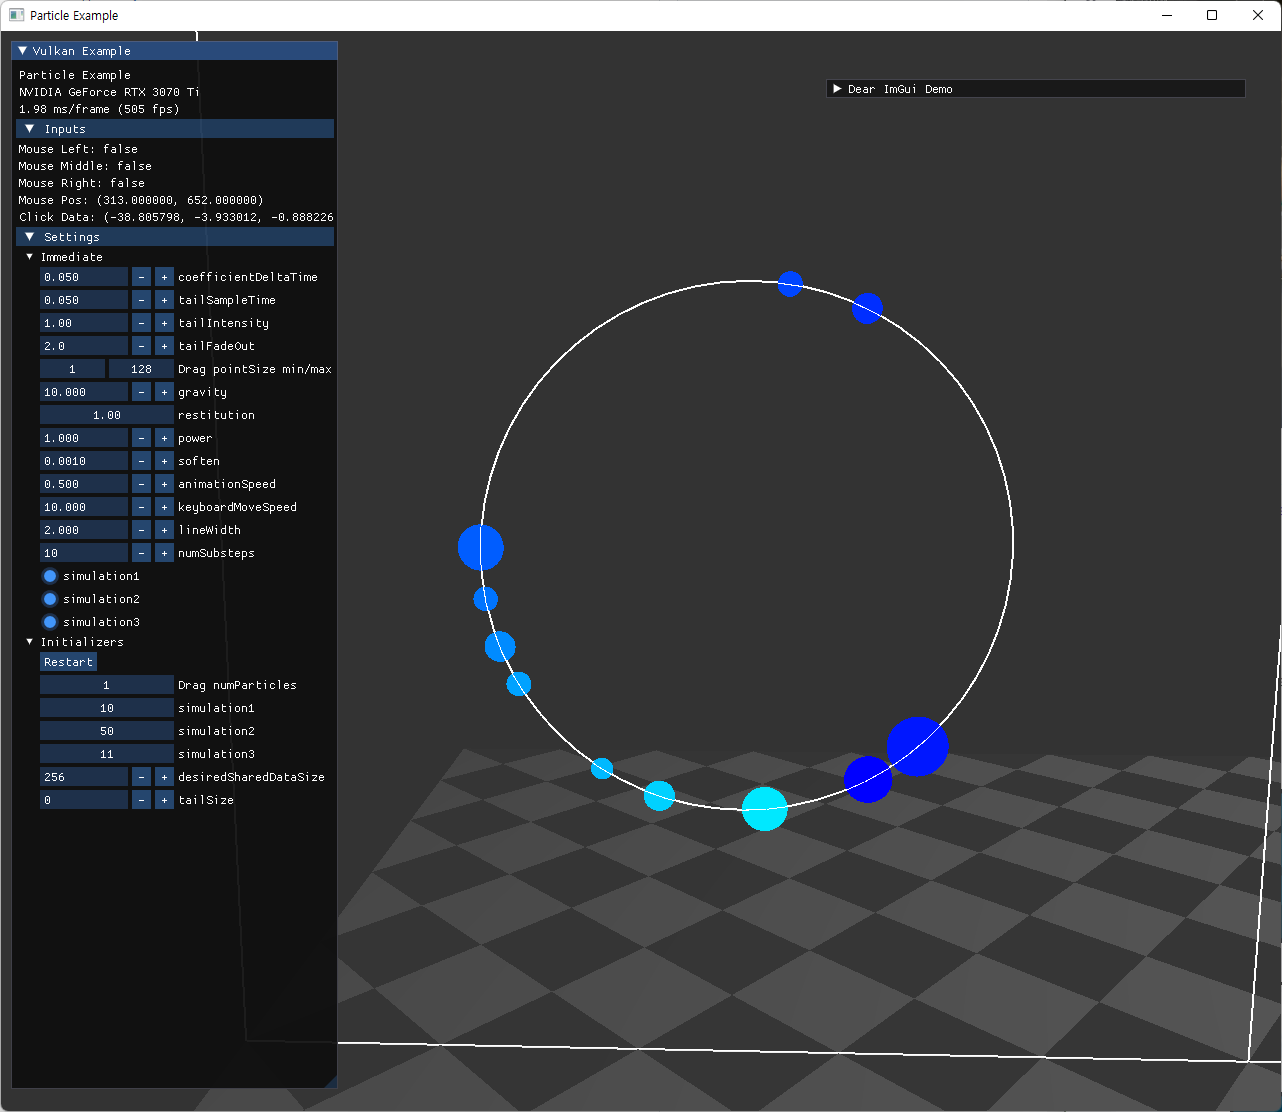 Particle Example
Vulkan Example
Particle Example
NVIDIA GeForce RTX 3070 Ti
1.98 ms/frame (505 fps)
Inputs
Mouse Left: false
Mouse Middle: false
Mouse Right: false
Mouse Pos: (313.000000, 652.000000)
Click Data: (-38.805798, -3.933012, -0.888226
Settings
Immediate
0.050 - + coefficientDeltaTime
0.050 - + tailSampleTime
1.00 - + tailIntensity
2.0 - + tailFadeOut
1 128 Drag pointSize min/max
10.000 - + gravity
1.00 restitution
1.000 - + power
0.0010 - + soften
0.500 - + animationSpeed
10.000 - + keyboardMoveSpeed
2.000 - + lineWidth
10 - + numSubsteps
simulation1
simulation2
simulation3
Initializers
Restart
1 Drag numParticles
10 simulation1
50 simulation2
11 simulation3
256 - + desiredSharedDataSize
0 - + tailSize
Dear ImGui Demo